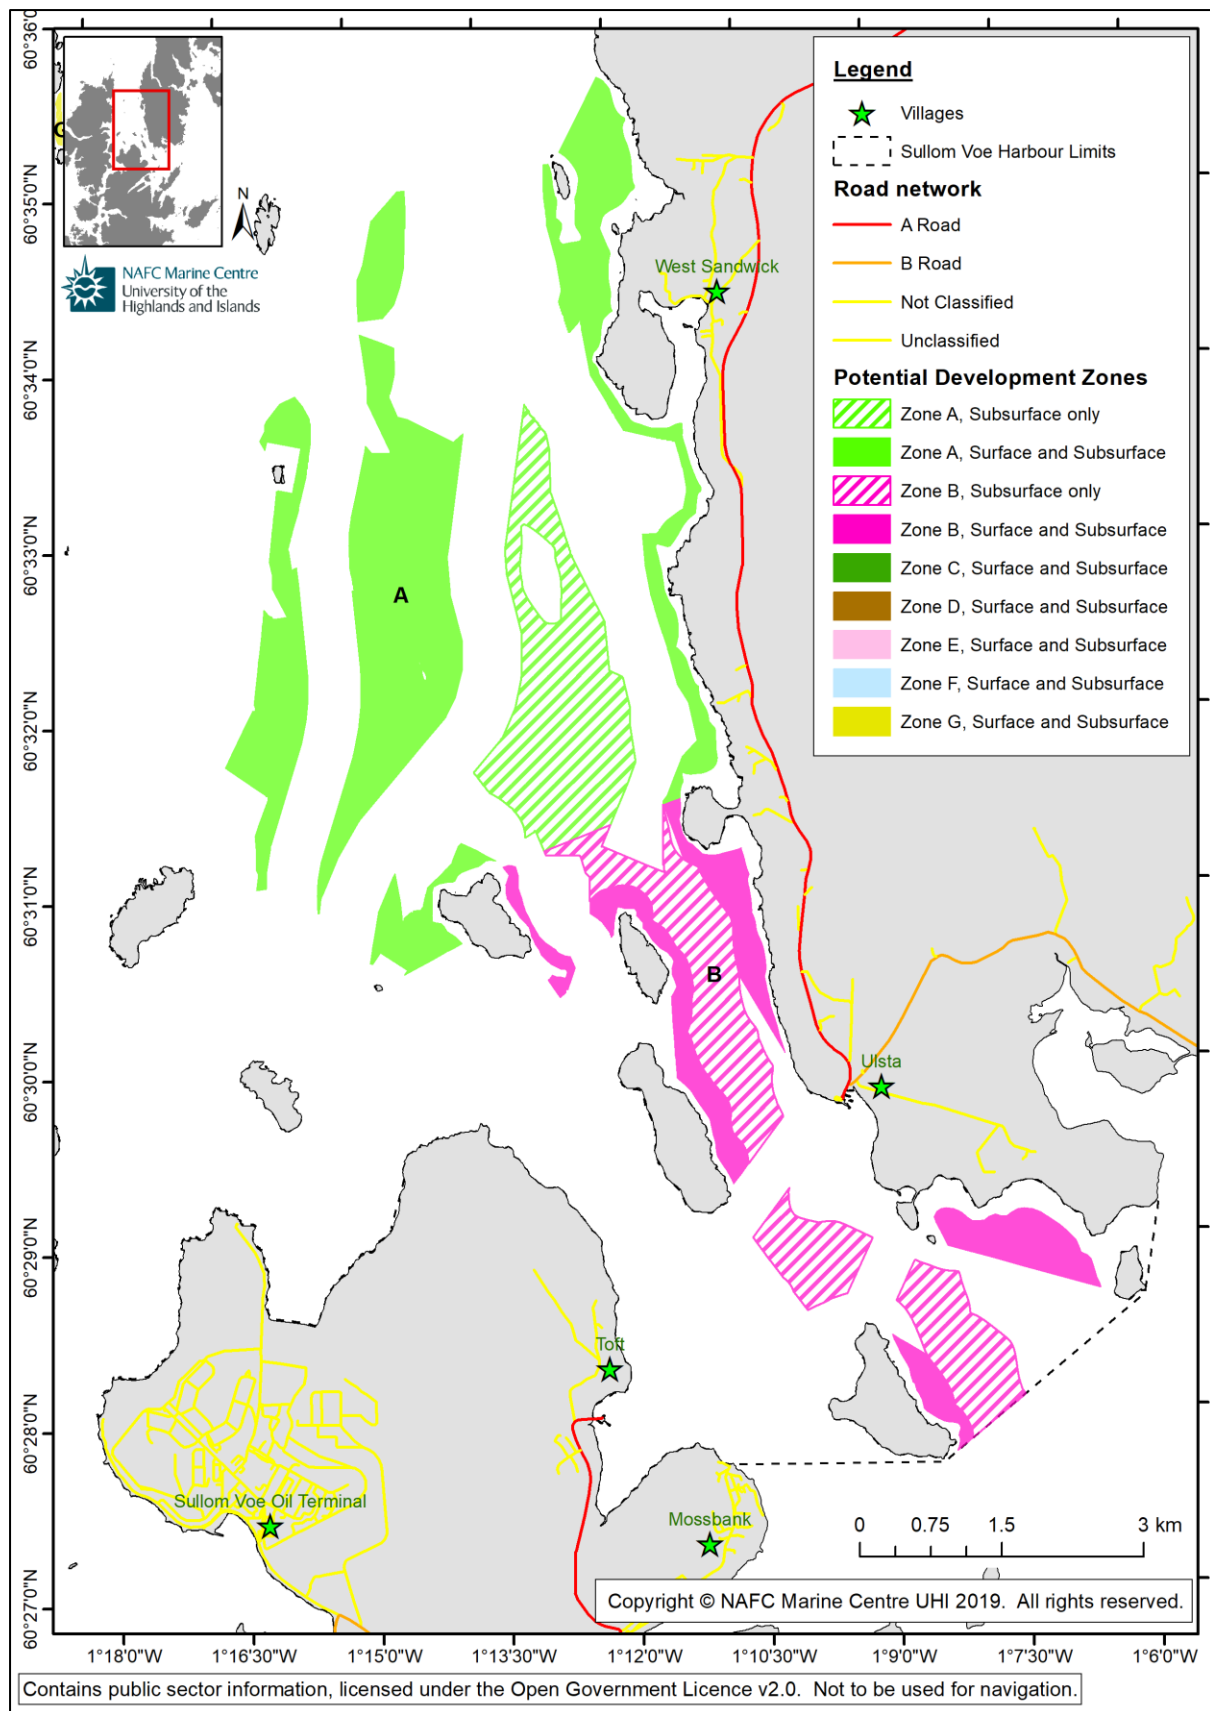 60°36'0"N
60°35'0"N
60°34'0"N
60°33'0"N
60°32'0"N
60°31'0"N
60°30'0"N
60°29'0"N
60°28'0"N
60°27'0"N
G
N
NAFC Marine Centre
University of the
Highlands and Islands
Legend
Villages
Sullom Voe Harbour Limits
Road network
A Road
B Road
Not Classified
Unclassified
Potential Development Zones
Zone A, Subsurface only
Zone A, Surface and Subsurface
Zone B, Subsurface only
Zone B, Surface and Subsurface
Zone C, Surface and Subsurface
Zone D, Surface and Subsurface
Zone E, Surface and Subsurface
Zone F, Surface and Subsurface
Zone G, Surface and Subsurface
West Sandwick
A
B
Ulsta
Toft
Sullom Voe Oil Terminal
Mossbank
0 0.75 1.5 3 km
Copyright © NAFC Marine Centre UHI 2019. All rights reserved.
1°18'0"W 1°16'30"W 1°15'0"W 1°13'30"W 1°12'0"W 1°10'30"W 1°9'0"W 1°7'30"W 1°6'0"W
Contains public sector information, licensed under the Open Government Licence v2.0. Not to be used for navigation.